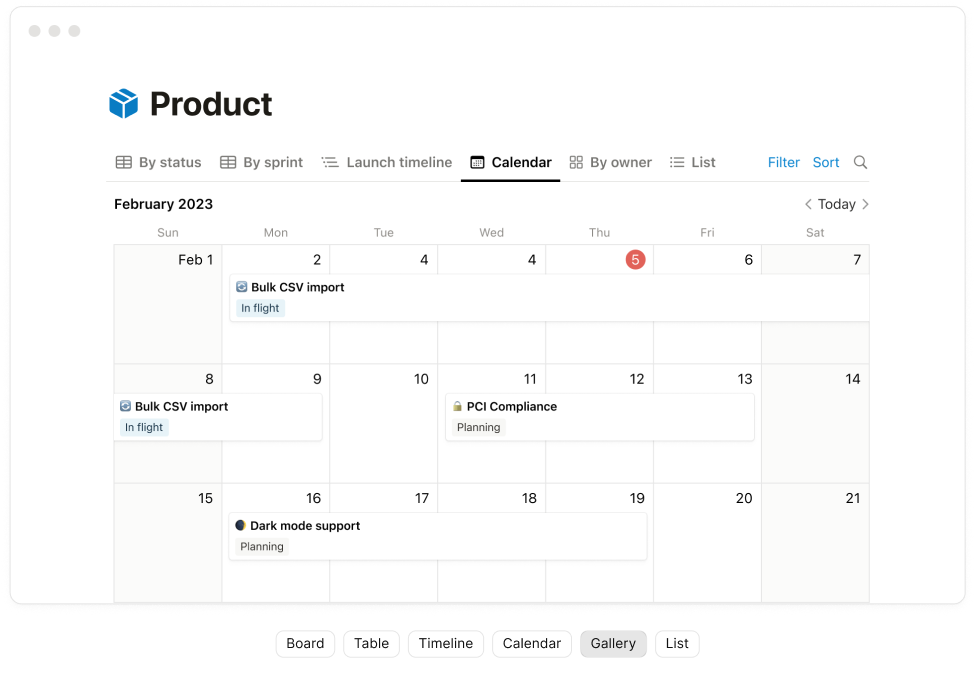 Product
By status By sprint Launch timeline Calendar By owner List Filter Sort
February 2023 Today
Sun Mon Tue Wed Thu Fri Sat
Feb 1 2 4 4 5 6 7
Bulk CSV import
In flight
8 9 10 11 12 13 14
Bulk CSV import PCI Compliance
In flight Planning
15 16 17 18 19 20 21
Dark mode support
Planning
Board Table Timeline Calendar Gallery List